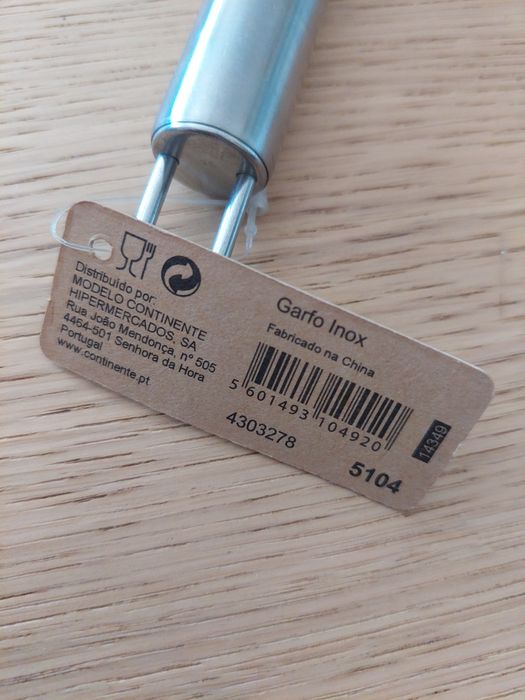 Distribuído por:
MODELO CONTINENTE
HIPERMERCADOS, SA
Rua João Mendonça, nº 505
4464-501 Senhora da Hora
Portugal
www.continente.pt
Garfo Inox
Fabricado na China
5 601493 104920
4303278
5104
14349